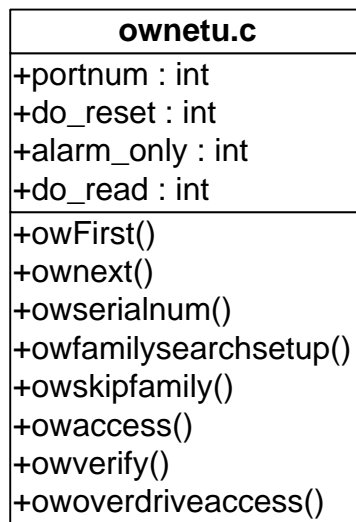 ownetu.c
+portnum : int
+do_reset : int
+alarm_only : int
+do_read : int
+owFirst()
+ownext()
+owserialnum()
+owfamilysearchsetup()
+owskipfamily()
+owaccess()
+owverify()
+owoverdriveaccess()